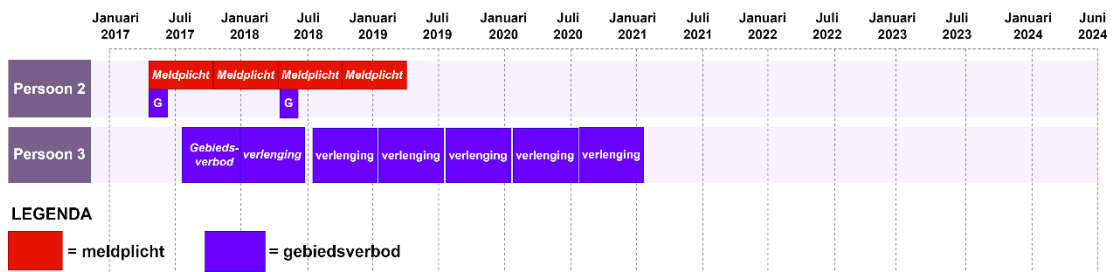 Januari Juli Januari Juli Januari Juli Januari Juli Januari Juli Januari Juli Januari Juli Januari Juni
2017 2017 2018 2018 2019 2019 2020 2020 2021 2021 2022 2022 2023 2023 2024 2024
Persoon 2
Meldplicht Meldplicht Meldplicht Meldplicht
G G
Persoon 3
Gebieds-
verbod
verlenging verlenging verlenging verlenging verlenging verlenging
LEGENDA
= meldplicht = gebiedsverbod